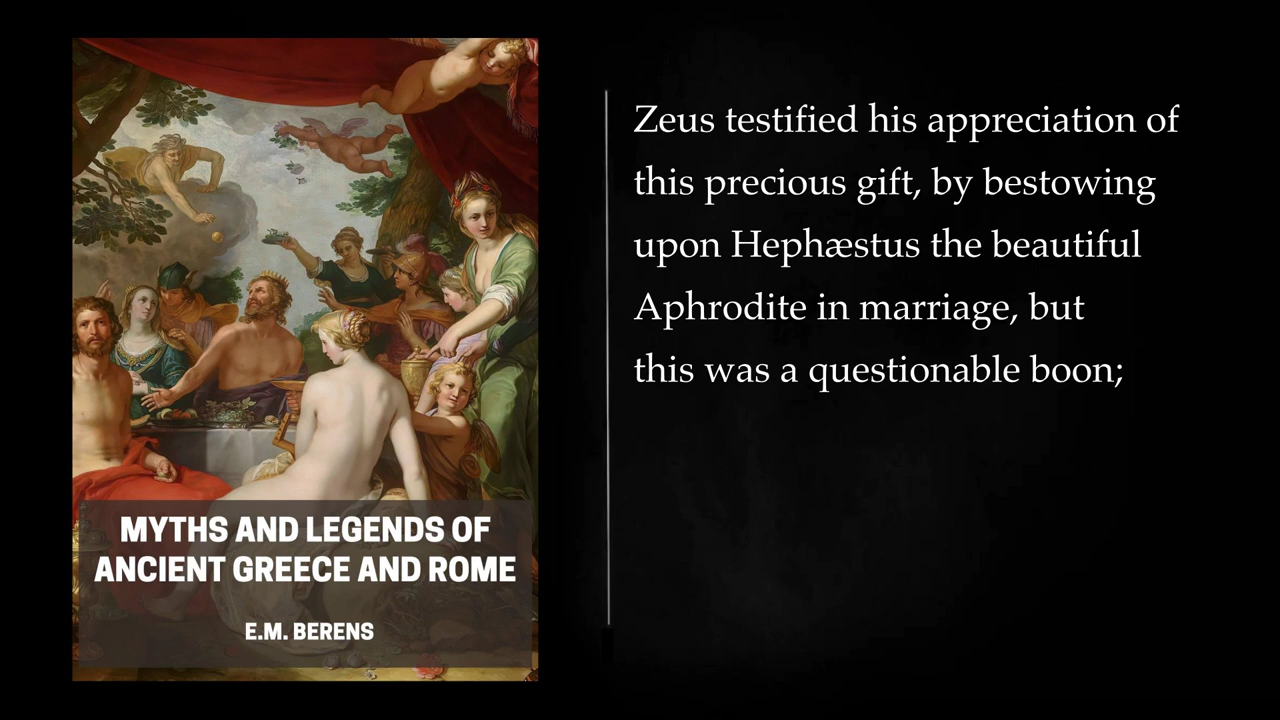 MYTHS AND LEGENDS OF
ANCIENT GREECE AND ROME
E.M. BERENS
Zeus testified his appreciation of
this precious gift, by bestowing
upon Hephæstus the beautiful
Aphrodite in marriage, but
this was a questionable boon;